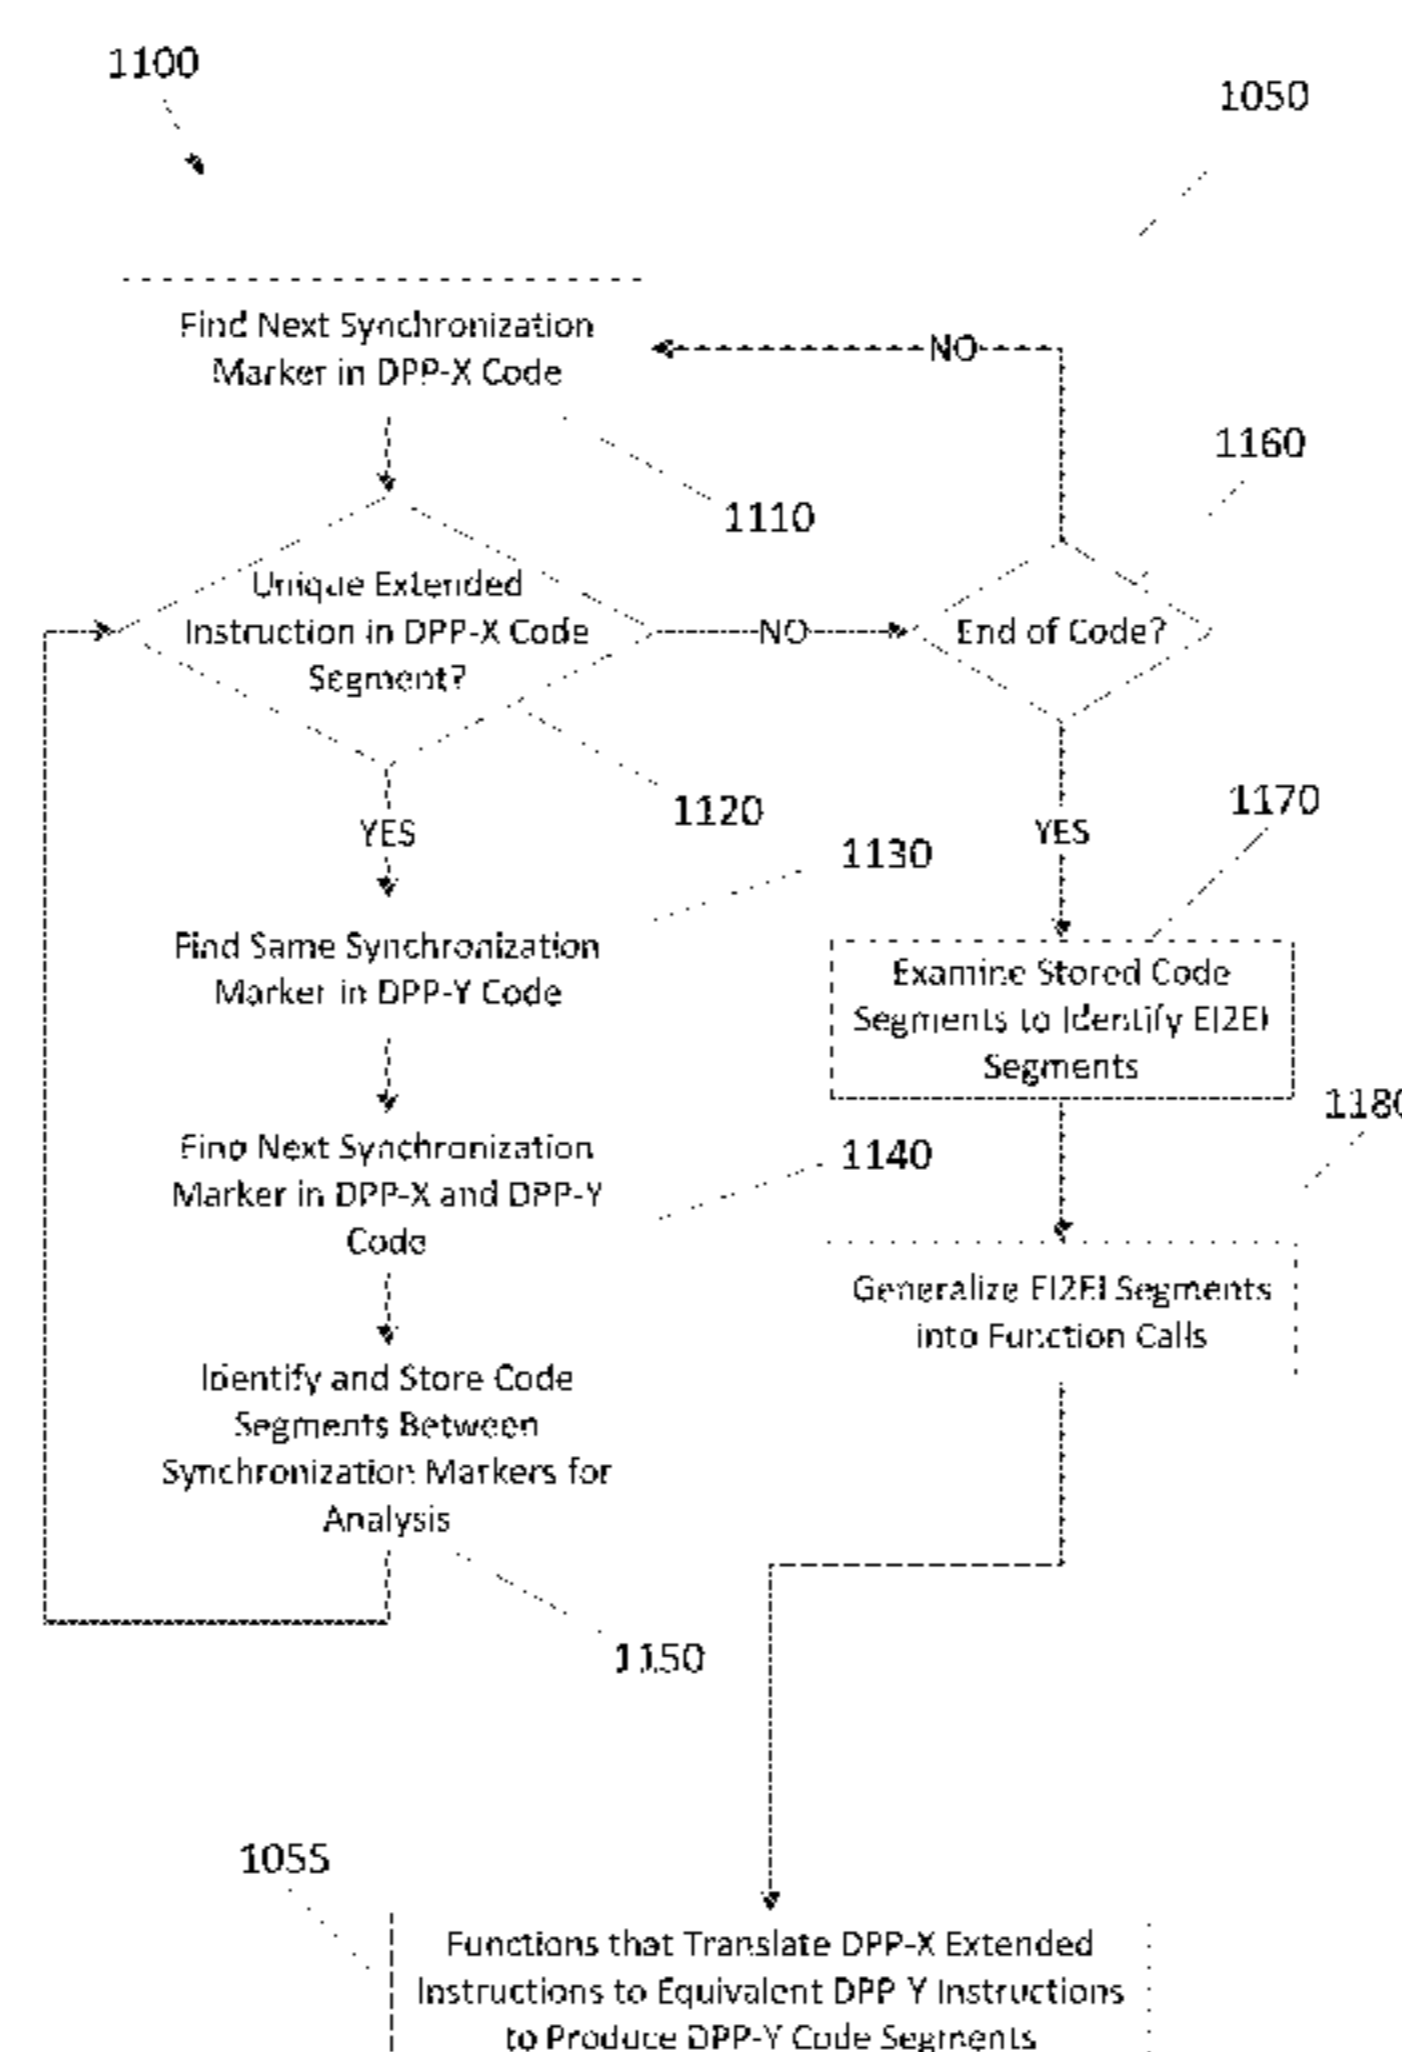 1100
1050
Find Next Synchronization
Marker in DPP-X Code
NO
1160
1110
Unique Extended
Instruction in DPP-X Code
Segment?
NO
End of Code?
1120
1170
YES
YES
1130
Find Same Synchronization
Marker in DPP-Y Code
Examine Stored Code
Segments to Identify EI2EI
Segments
1180
Find Next Synchronization
Marker in DPP-X and DPP-Y
Code
1140
Generalize EI2EI Segments
into Function Calls
Identify and Store Code
Segments Between
Synchronization Markers for
Analysis
1150
1055
Functions that Translate DPP-X Extended
Instructions to Equivalent DPP-Y Instructions
to Produce DPP-Y Code Segments